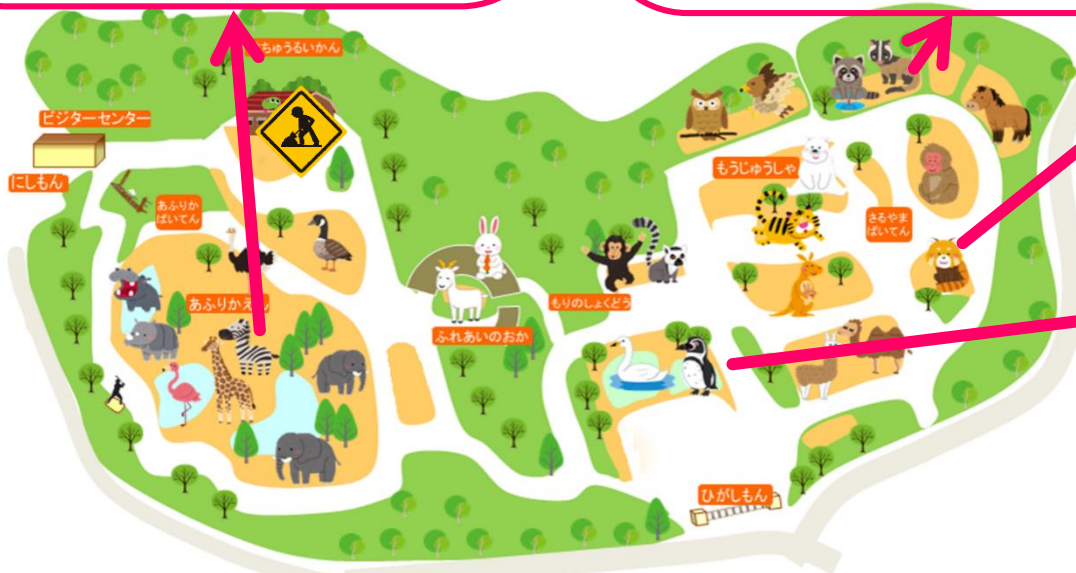 ちゅうるいかん
ビジターセンター
にしもん
あふりか
ばいてん
あふりかえん
ふれあいのおか
もりのしょくどう
もうじゅうしゃ
さるやま
ばいてん
ひがしもん